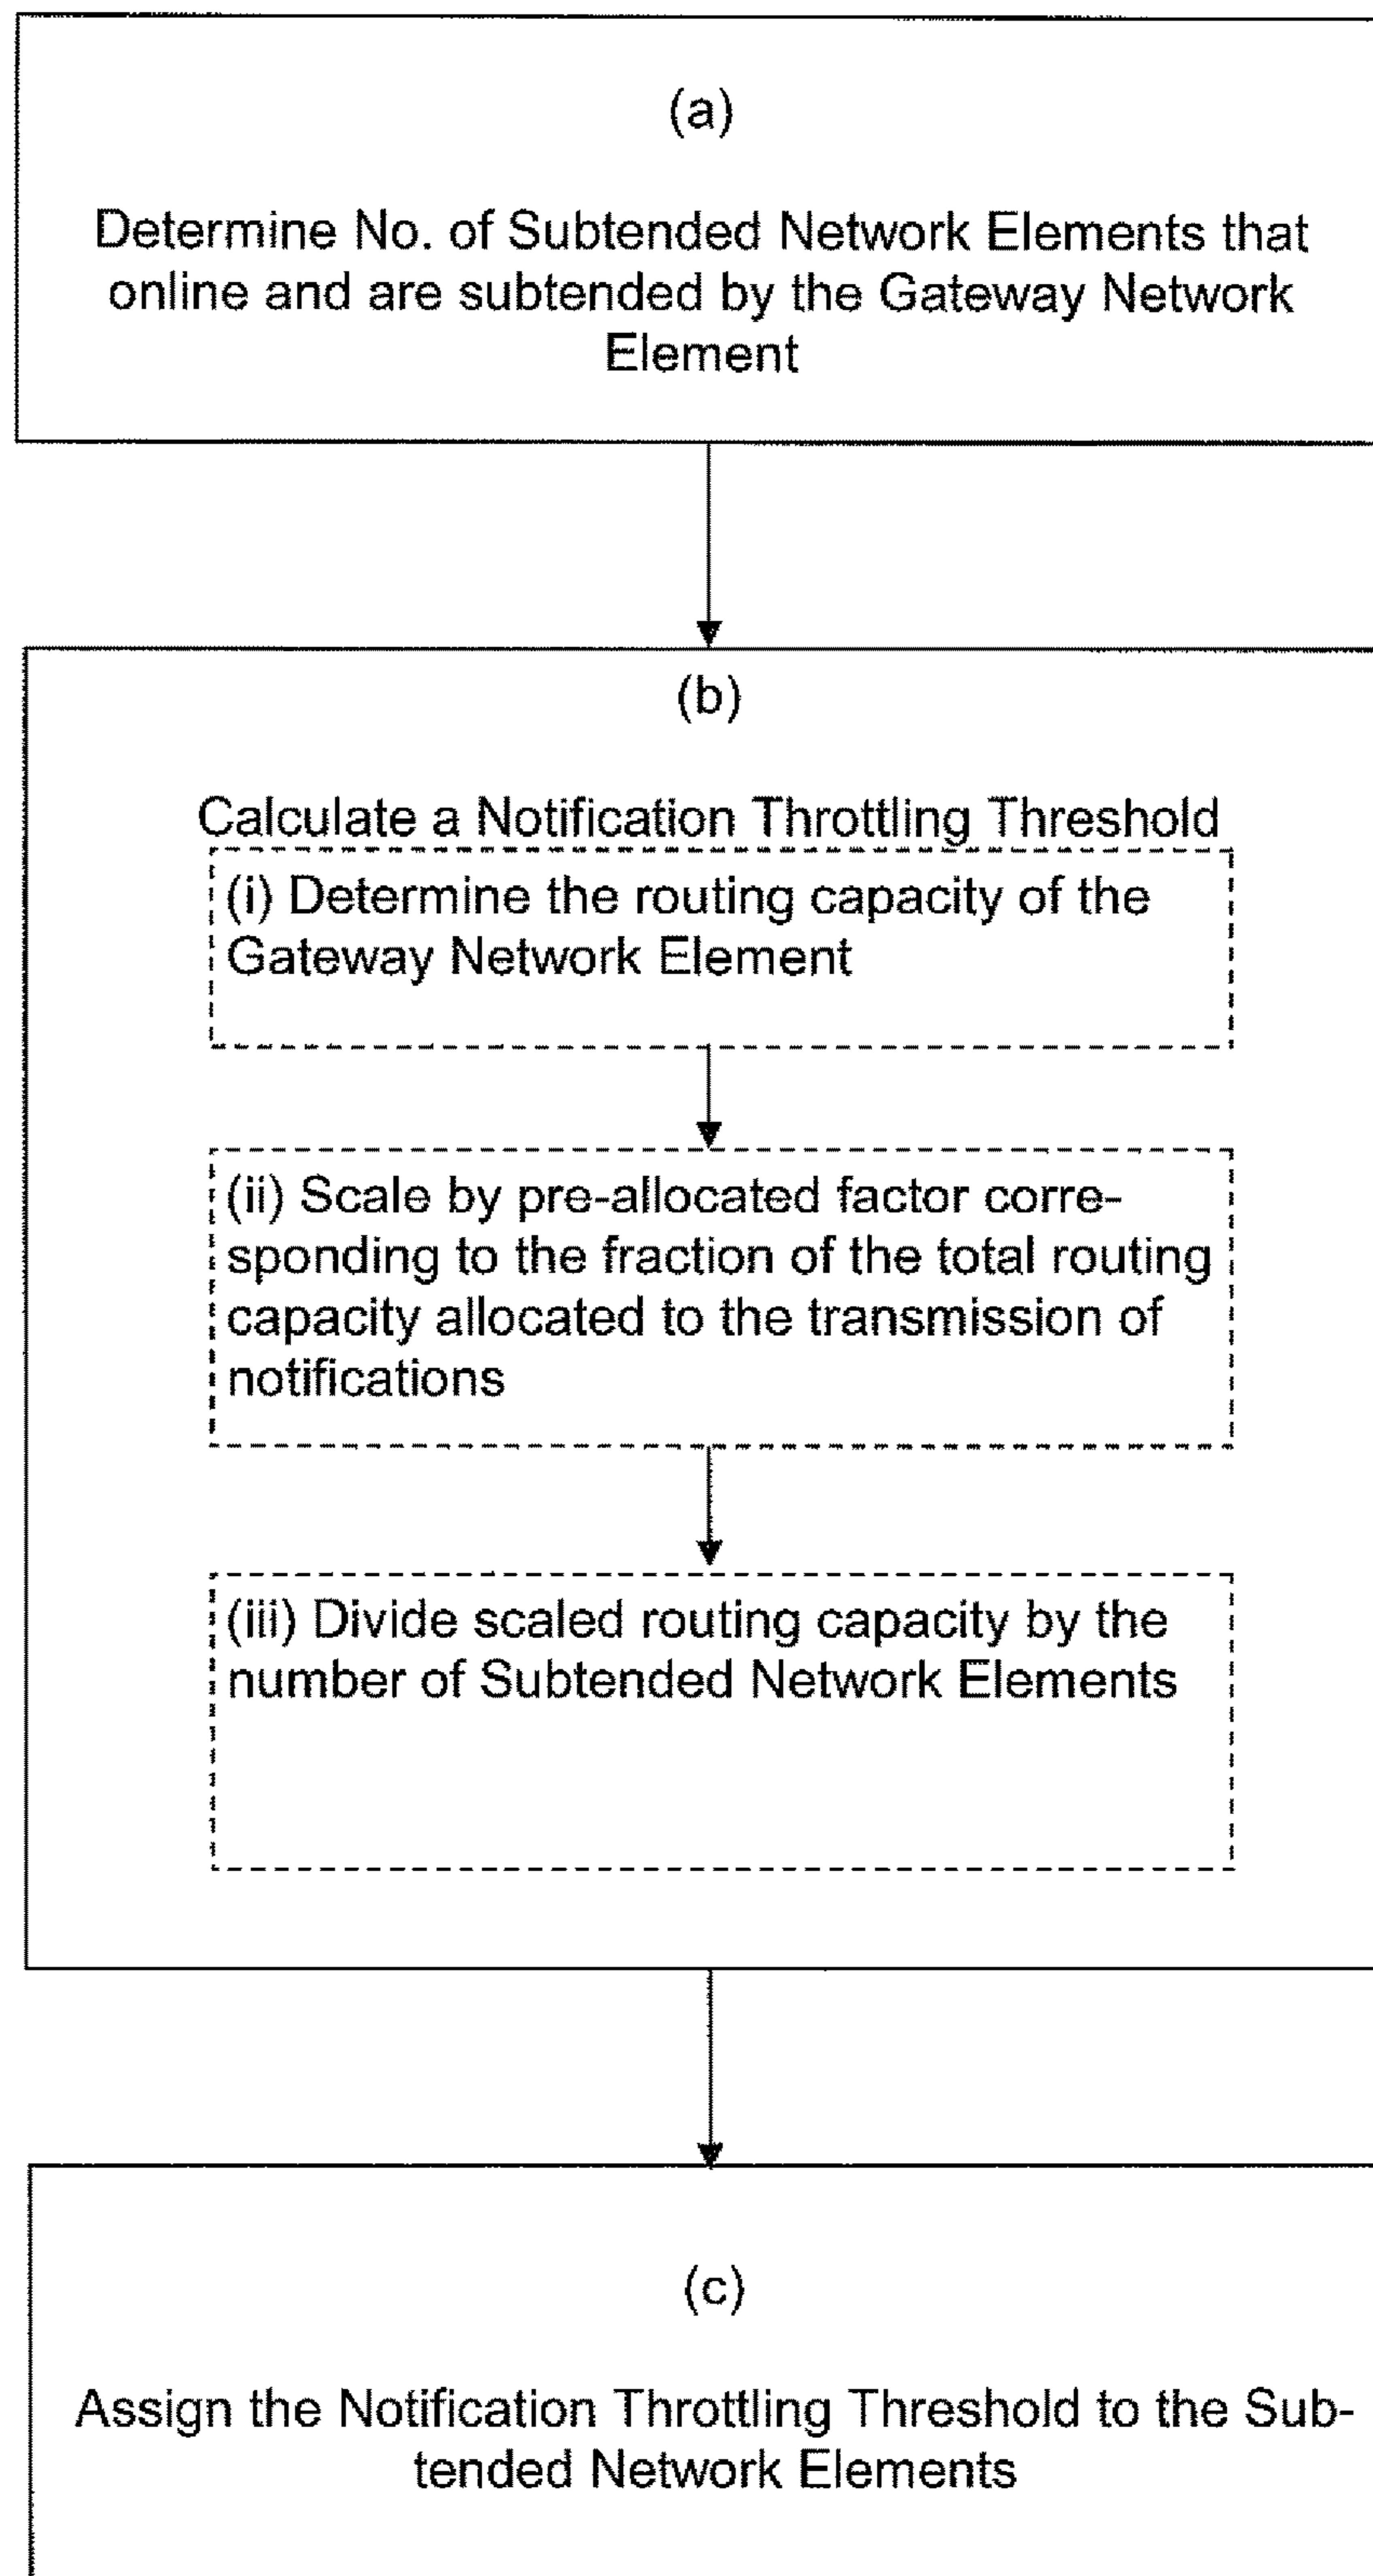 (a)
Determine No. of Subtended Network Elements that
online and are subtended by the Gateway Network
Element
(b)
Calculate a Notification Throttling Threshold
(i) Determine the routing capacity of the
Gateway Network Element
(ii) Scale by pre-allocated factor corre-
sponding to the fraction of the total routing
capacity allocated to the transmission of
notifications
(iii) Divide scaled routing capacity by the
number of Subtended Network Elements
(c)
Assign the Notification Throttling Threshold to the Sub-
tended Network Elements